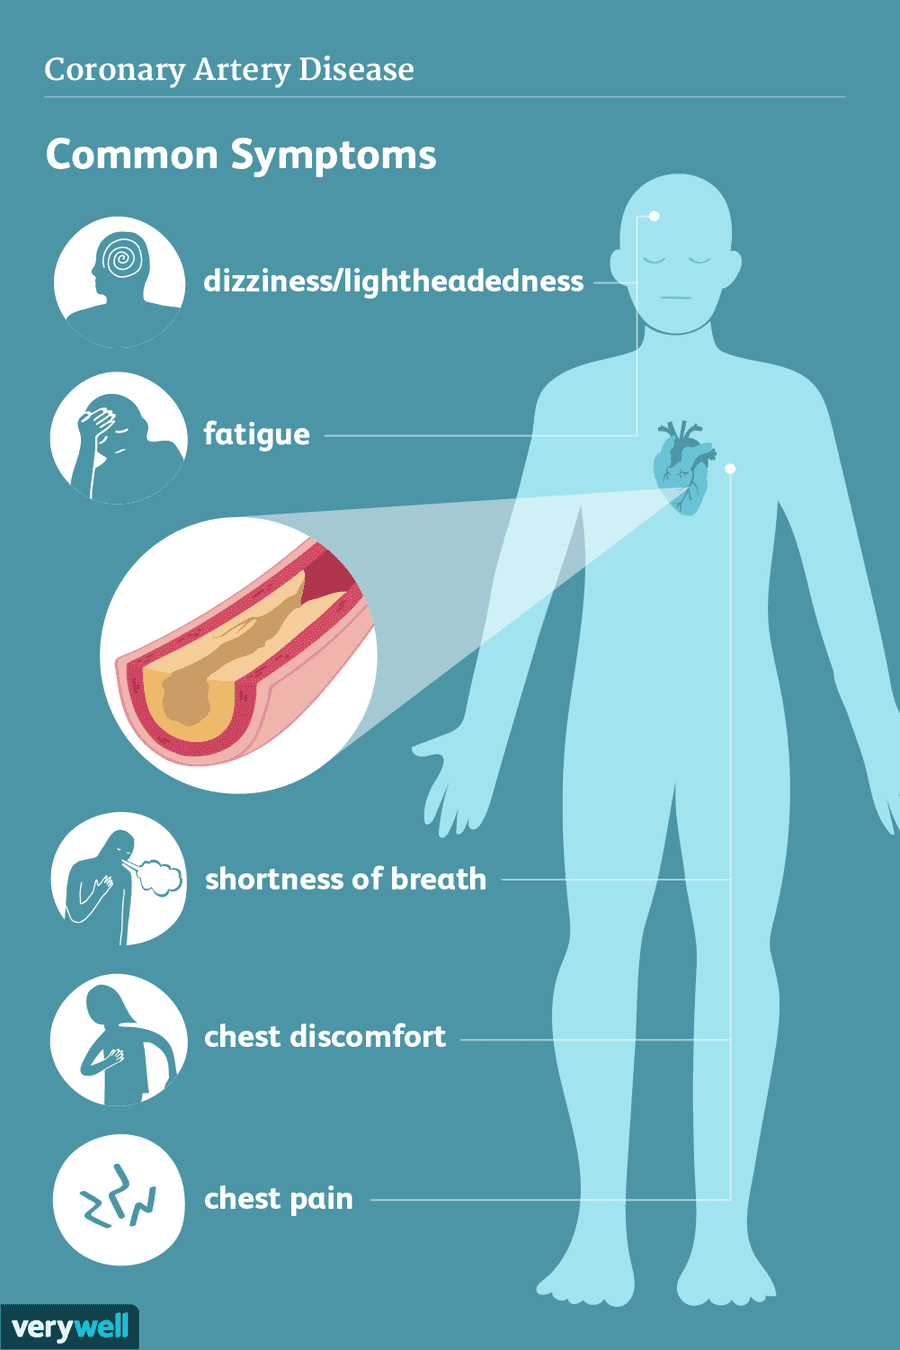 Coronary Artery Disease
Common Symptoms
dizziness/lightheadedness
fatigue
shortness of breath
chest discomfort
chest pain
verywell